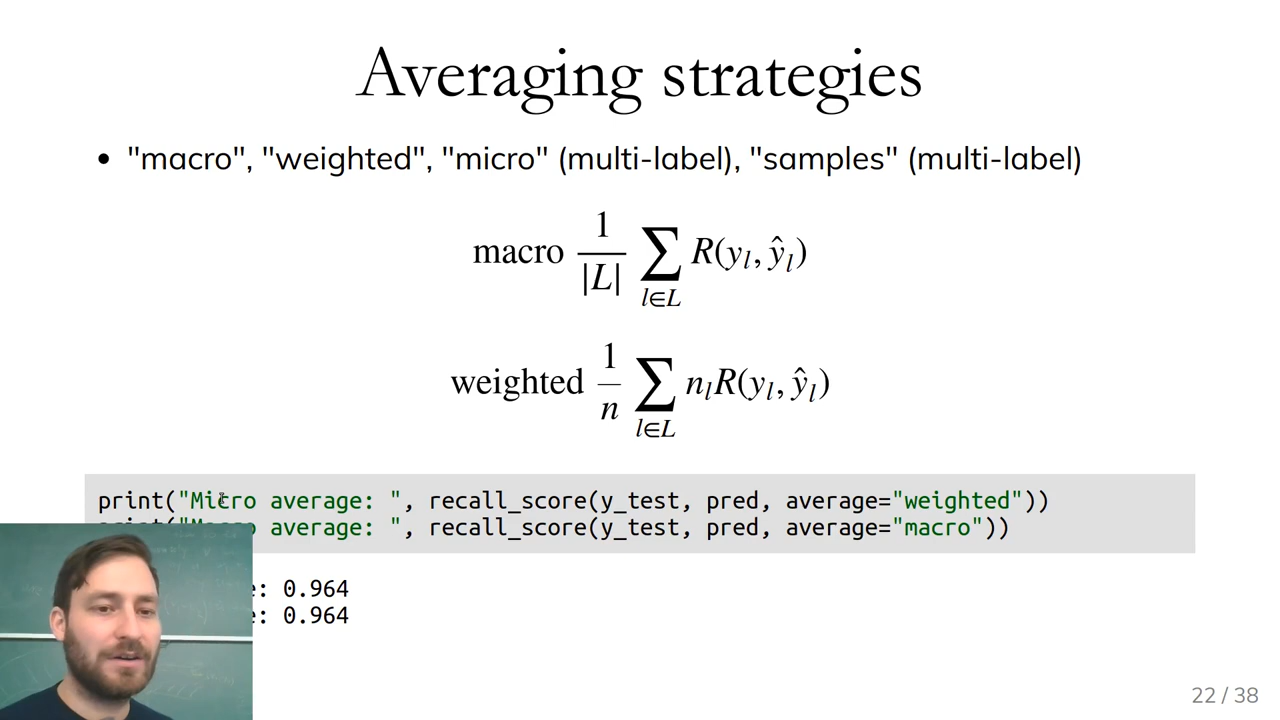 Averaging strategies
• "macro", "weighted", "micro" (multi-label), "samples" (multi-label)
macro 1/|L| ∑_{l∈L} R(y_l, ŷ_l)
weighted 1/n ∑_{l∈L} n_l R(y_l, ŷ_l)
print("Micro average: ", recall_score(y_test, pred, average="weighted"))
print("Macro average: ", recall_score(y_test, pred, average="macro"))
: 0.964
: 0.964
22 / 38